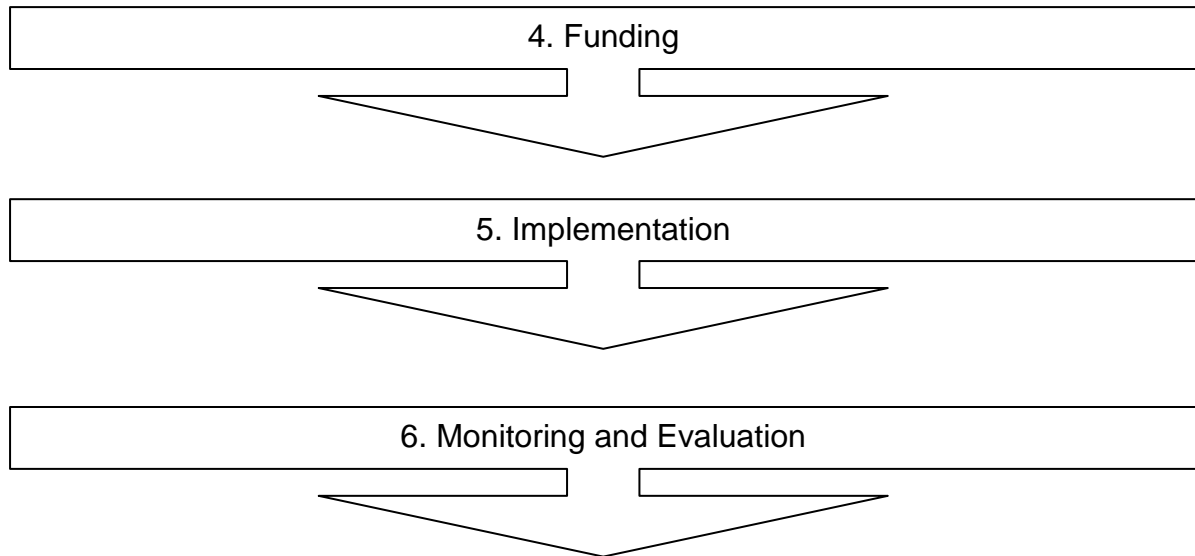 4. Funding
5. Implementation
6. Monitoring and Evaluation